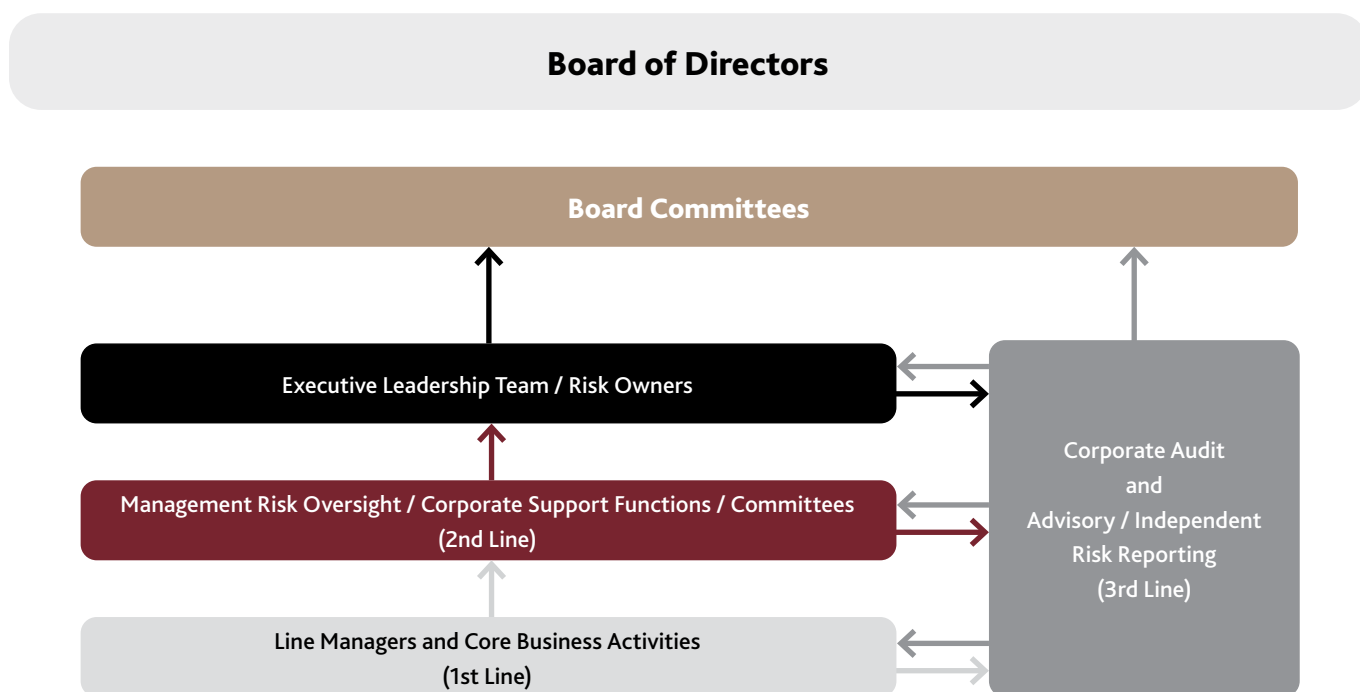 Board of Directors
Board Committees
Executive Leadership Team / Risk Owners
Management Risk Oversight / Corporate Support Functions / Committees
(2nd Line)
Line Managers and Core Business Activities
(1st Line)
Corporate Audit
and
Advisory / Independent
Risk Reporting
(3rd Line)